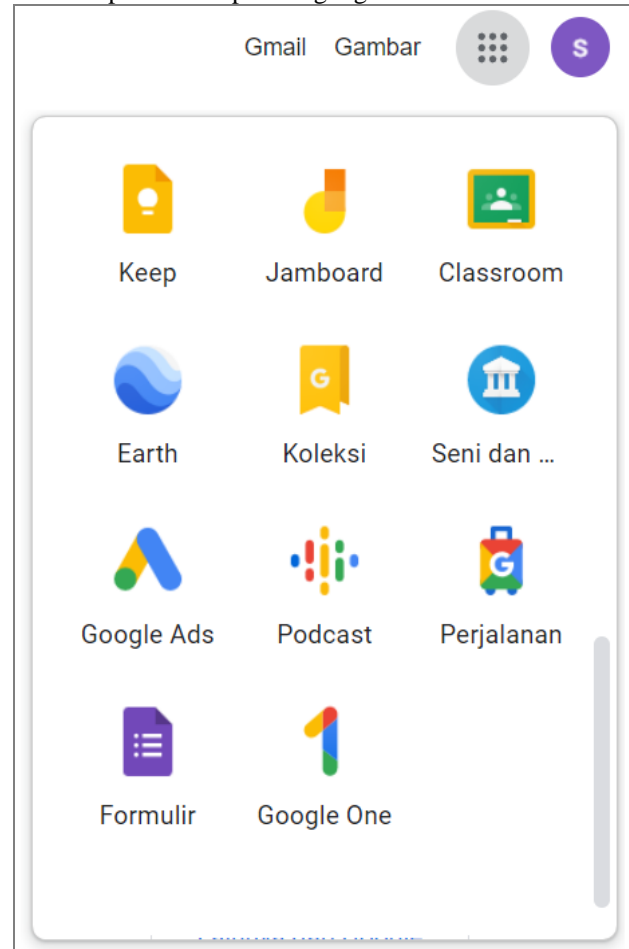 Gmail Gambar S
Keep Jamboard Classroom
Earth Koleksi Seni dan ...
G
Google Ads Podcast Perjalanan
G
Formulir Google One